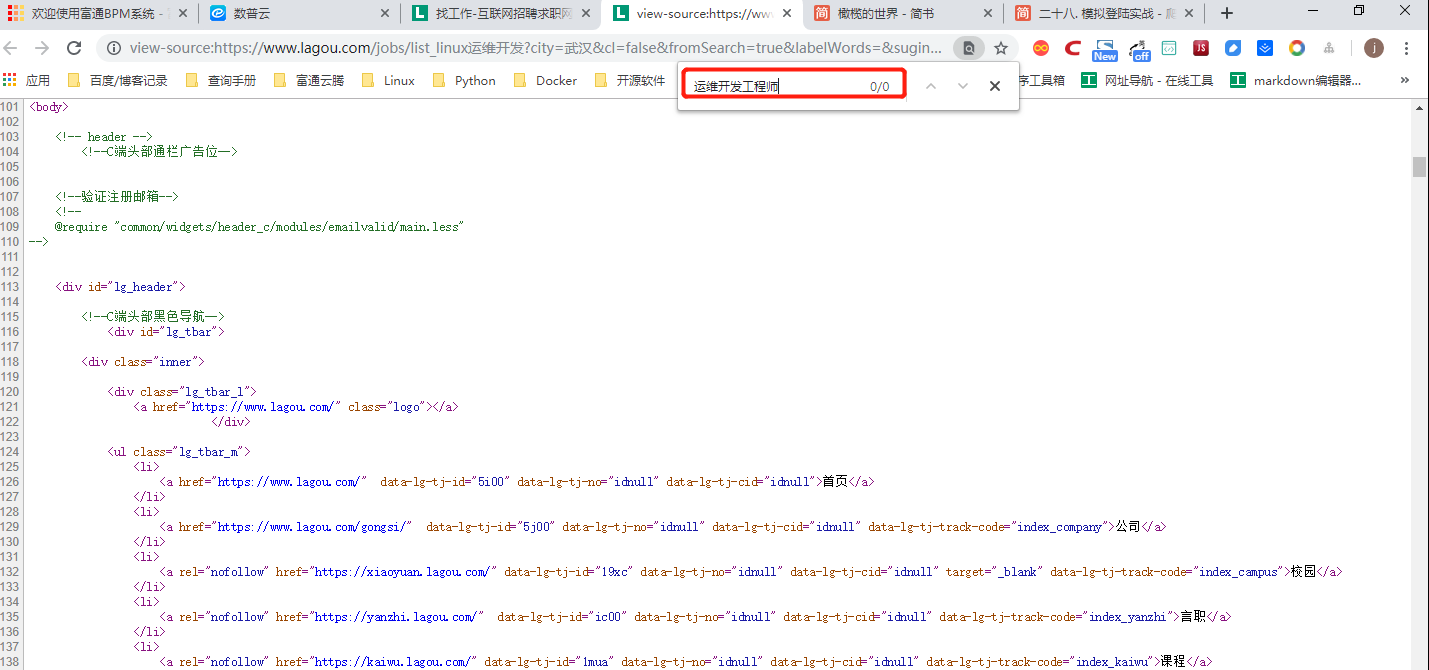 欢迎使用富通BPM系统 -
数普云
找工作-互联网招聘求职网
view-source:https://ww
橄榄的世界 - 简书
二十八. 模拟登陆实战 -
view-source:https://www.lagou.com/jobs/list_linux运维开发?city=武汉&cl=false&fromSearch=true&labelWords=&sugin...
New
off
JS
j
应用
百度/博客记录
查询手册
富通云腾
Linux
Python
Docker
开源软件
序工具箱
网址导航 - 在线工具
markdown编辑器...
»
运维开发工程师 0/0
101 <body>
102
103 <!-- header -->
104 <!--C端头部通栏广告位-->
105
106
107 <!--验证注册邮箱-->
108 <!--
109 @require "common/widgets/header_c/modules/emailvalid/main.less"
110 -->
111
112
113 <div id="lg_header">
114
115 <!--C端头部黑色导航-->
116 <div id="lg_tbar">
117
118 <div class="inner">
119
120 <div class="lg_tbar_l">
121 <a href="https://www.lagou.com/" class="logo"></a>
122 </div>
123
124 <ul class="lg_tbar_m">
125 <li>
126 <a href="https://www.lagou.com/" data-lg-tj-id="5i00" data-lg-tj-no="idnull" data-lg-tj-cid="idnull">首页</a>
127 </li>
128 <li>
129 <a href="https://www.lagou.com/gongsi/" data-lg-tj-id="5j00" data-lg-tj-no="idnull" data-lg-tj-cid="idnull" data-lg-tj-track-code="index_company">公司</a>
130 </li>
131 <li>
132 <a rel="nofollow" href="https://xiaoyuan.lagou.com/" data-lg-tj-id="19xc" data-lg-tj-no="idnull" data-lg-tj-cid="idnull" target="_blank" data-lg-tj-track-code="index_campus">校园</a>
133 </li>
134 <li>
135 <a rel="nofollow" href="https://yanzhi.lagou.com/" data-lg-tj-id="ic00" data-lg-tj-no="idnull" data-lg-tj-cid="idnull" data-lg-tj-track-code="index_yanzhi">言职</a>
136 </li>
137 <li>
138 <a rel="nofollow" href="https://kaiwu.lagou.com/" data-lg-tj-id="1mua" data-lg-tj-no="idnull" data-lg-tj-cid="idnull" data-lg-tj-track-code="index_kaiwu">课程</a>